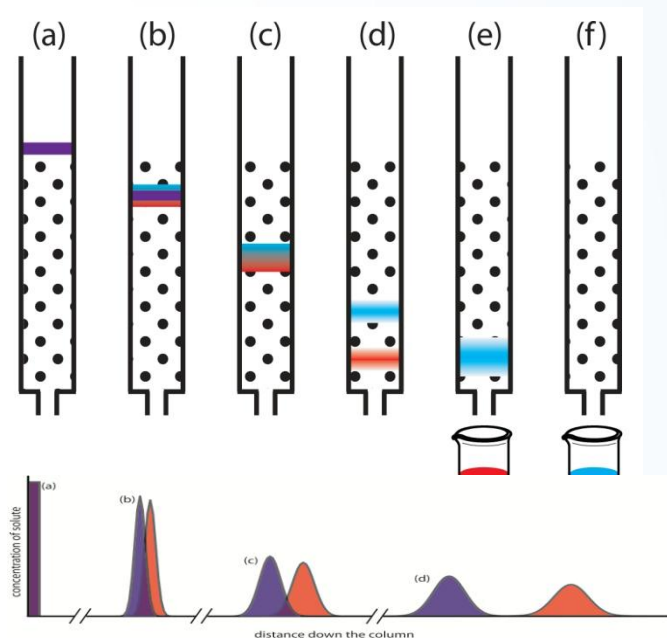 (a) (b) (c) (d) (e) (f)
(a)
(b)
(c)
(d)
concentration of solute
distance down the column